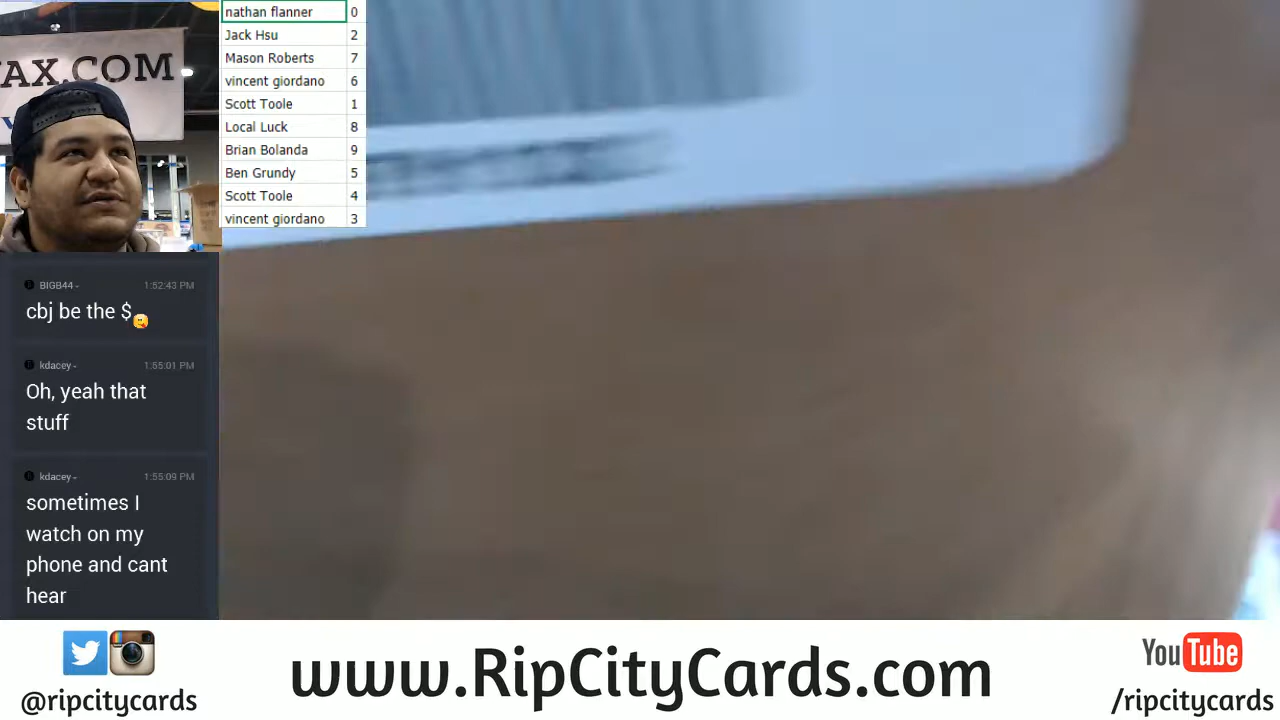 AX.COM
nathan flanner 0
Jack Hsu 2
Mason Roberts 7
vincent giordano 6
Scott Toole 1
Local Luck 8
Brian Bolanda 9
Ben Grundy 5
Scott Toole 4
vincent giordano 3
BIGB44 1:52:43 PM
cbj be the $
kdacey 1:55:01 PM
Oh, yeah that
stuff
kdacey 1:55:09 PM
sometimes I
watch on my
phone and cant
hear
@ripcitycards
www.RipCityCards.com
YouTube
/ripcitycards